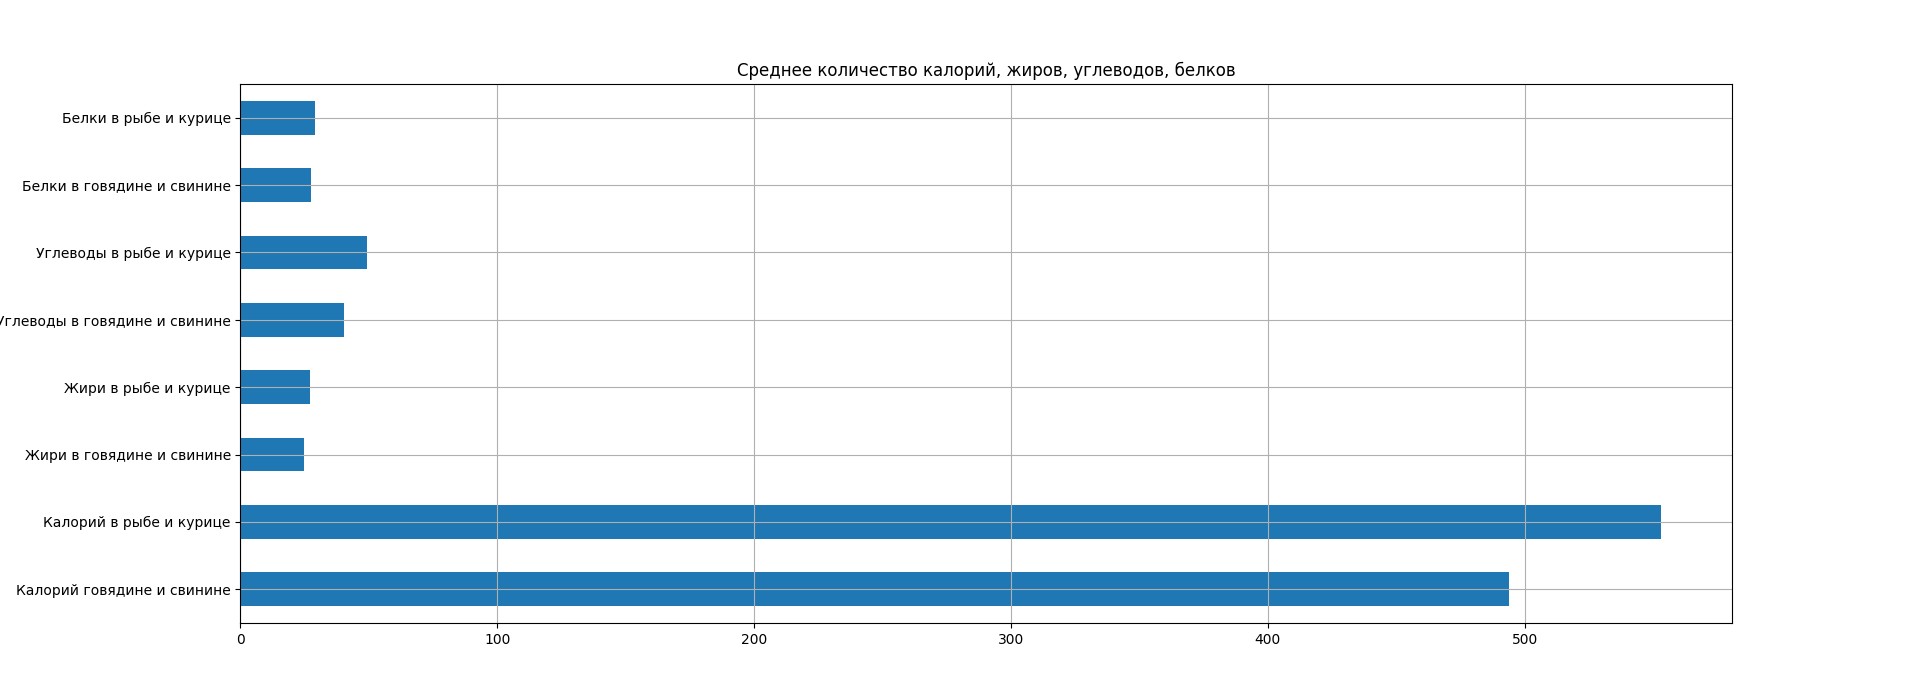 Среднее количество калорий, жиров, углеводов, белков
Белки в рыбе и курице
Белки в говядине и свинине
Углеводы в рыбе и курице
Углеводы в говядине и свинине
Жири в рыбе и курице
Жири в говядине и свинине
Калорий в рыбе и курице
Калорий говядине и свинине
0 100 200 300 400 500